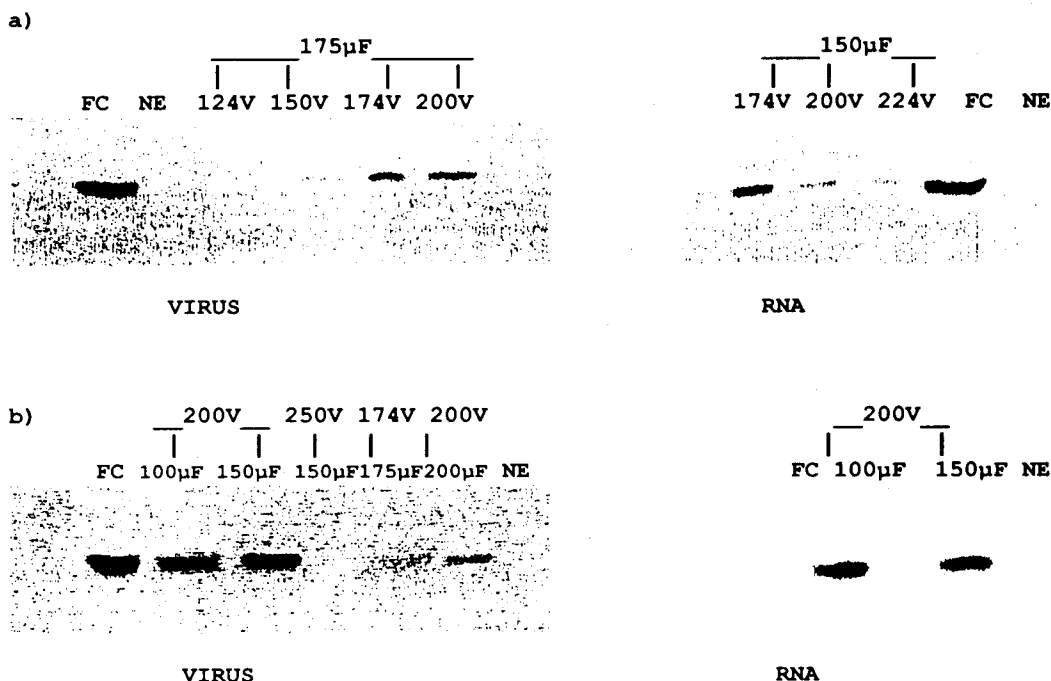 a)
175µF 150µF
FC NE 124V 150V 174V 200V 174V 200V 224V FC NE
VIRUS RNA
b) 200V 250V 174V 200V 200V
FC 100µF 150µF 150µF 175µF 200µF NE FC 100µF 150µF NE
VIRUS RNA